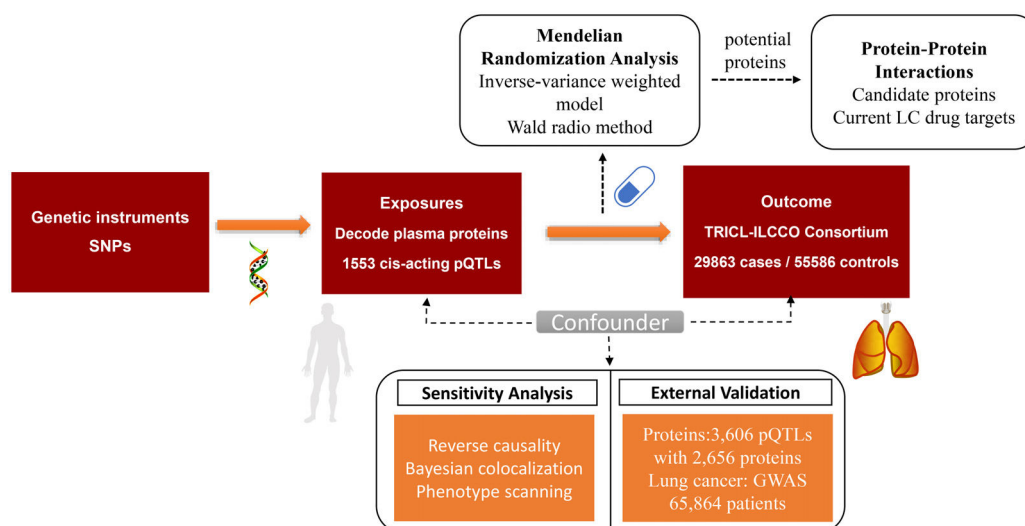 Mendelian
Randomization Analysis
Inverse-variance weighted
model
Wald radio method
potential
proteins
Protein-Protein
Interactions
Candidate proteins
Current LC drug targets
Genetic instruments
SNPs
Exposures
Decode plasma proteins
1553 cis-acting pQTLs
Outcome
TRICL-ILCCO Consortium
29863 cases / 55586 controls
Confounder
Sensitivity Analysis
Reverse causality
Bayesian colocalization
Phenotype scanning
External Validation
Proteins:3,606 pQTLs
with 2,656 proteins
Lung cancer: GWAS
65,864 patients